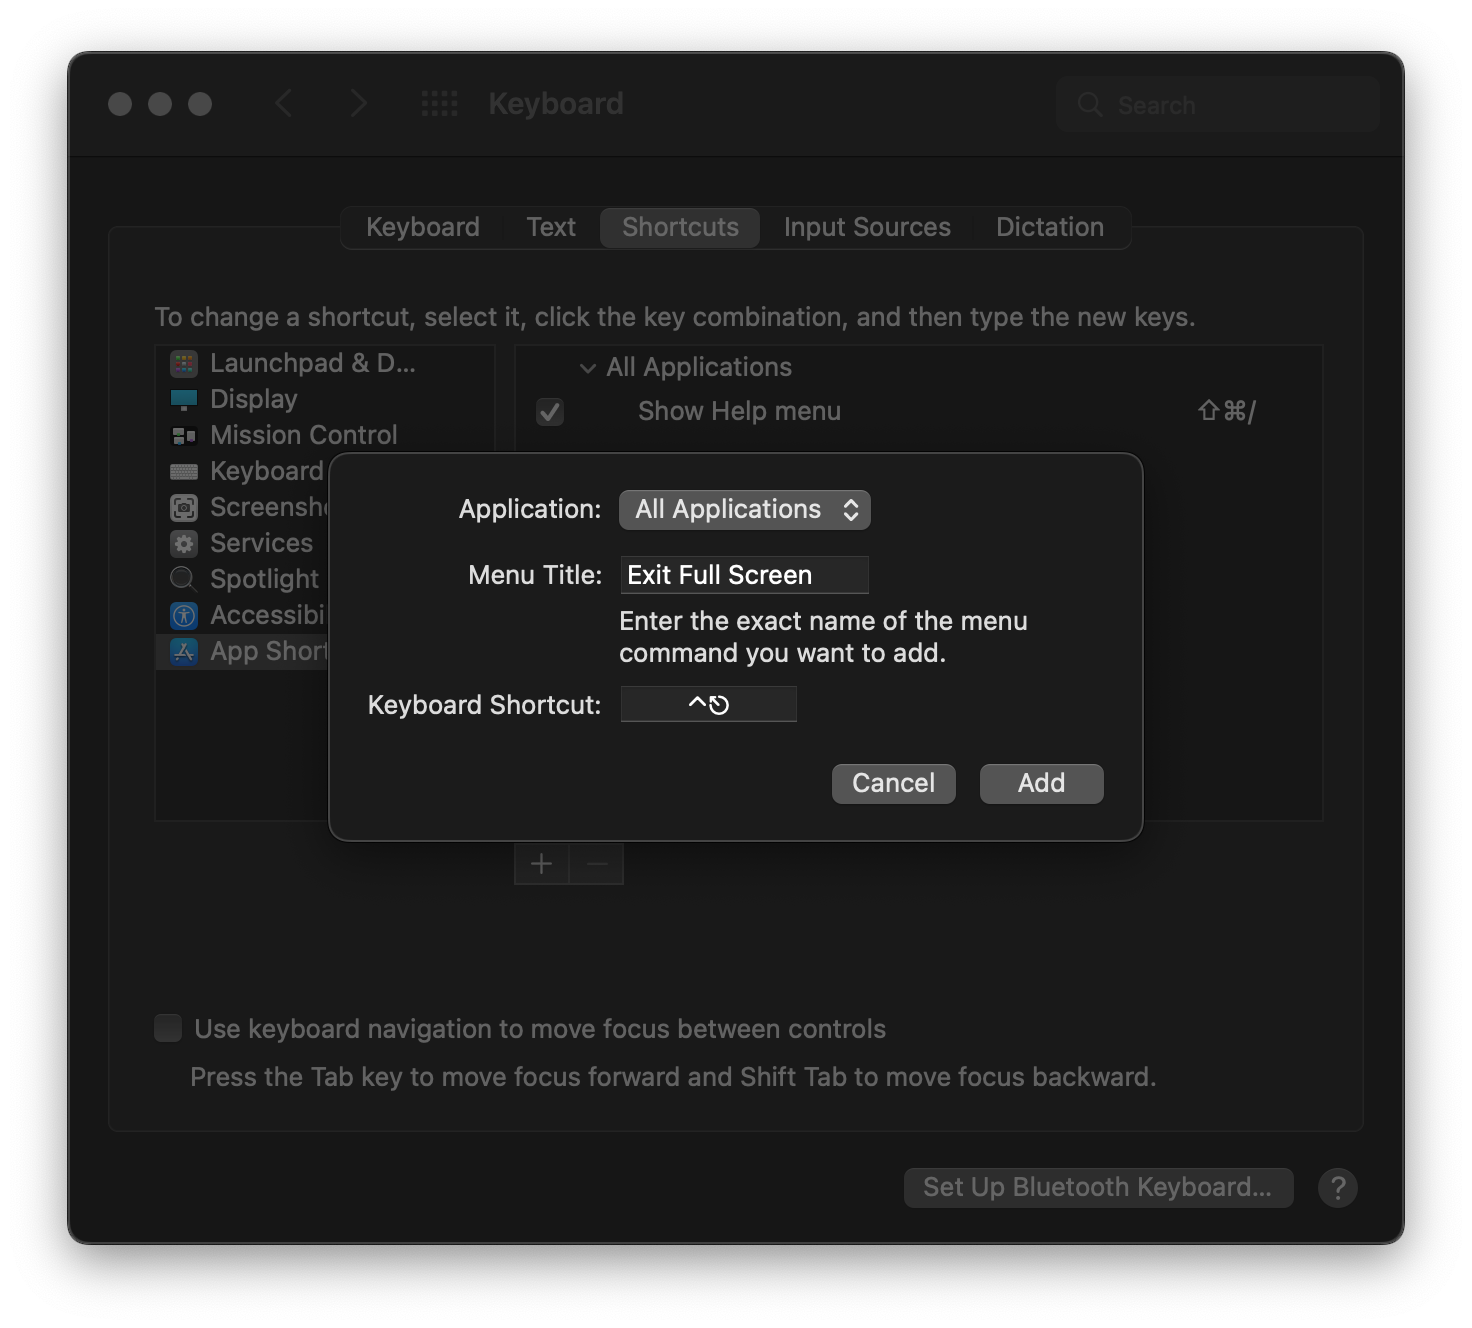 Keyboard
Search
Keyboard Text Shortcuts Input Sources Dictation
To change a shortcut, select it, click the key combination, and then type the new keys.
Launchpad & D...
Display
Mission Control
Keyboard
Screensh
Services
Spotlight
Accessibi
App Short
All Applications
Show Help menu ⇧⌘/
Application: All Applications
Menu Title: Exit Full Screen
Enter the exact name of the menu
command you want to add.
Keyboard Shortcut: ^⎋
Cancel Add
+ −
Use keyboard navigation to move focus between controls
Press the Tab key to move focus forward and Shift Tab to move focus backward.
Set Up Bluetooth Keyboard... ?